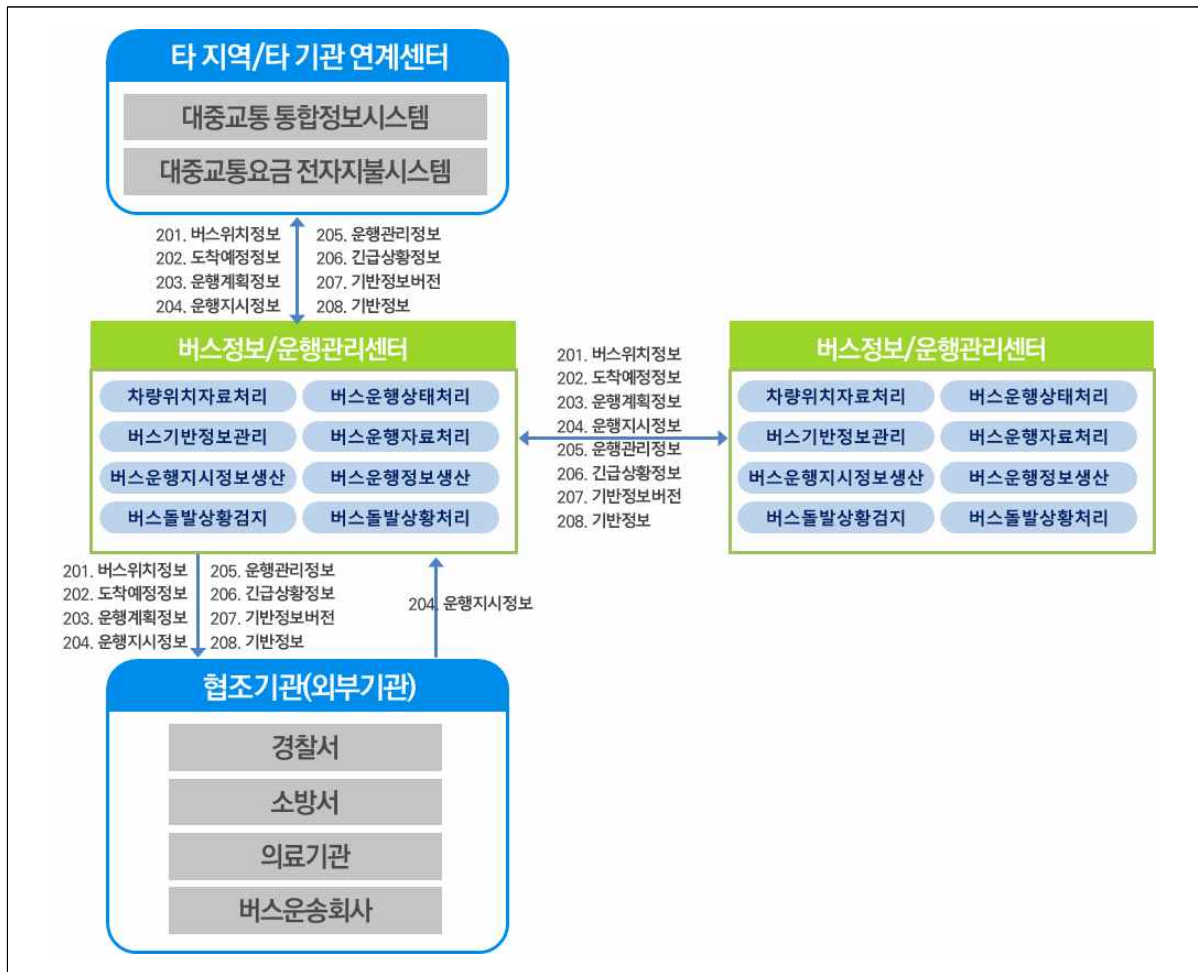 타 지역/타 기관 연계센터
대중교통 통합정보시스템
대중교통요금 전자지불시스템
201. 버스위치정보
202. 도착예정정보
203. 운행계획정보
204. 운행지시정보
205. 운행관리정보
206. 긴급상황정보
207. 기반정보버전
208. 기반정보
버스정보/운행관리센터
차량위치자료처리 버스운행상태처리
버스기반정보관리 버스운행자료처리
버스운행지시정보생산 버스운행정보생산
버스돌발상황검지 버스돌발상황처리
201. 버스위치정보
202. 도착예정정보
203. 운행계획정보
204. 운행지시정보
205. 운행관리정보
206. 긴급상황정보
207. 기반정보버전
208. 기반정보
버스정보/운행관리센터
차량위치자료처리 버스운행상태처리
버스기반정보관리 버스운행자료처리
버스운행지시정보생산 버스운행정보생산
버스돌발상황검지 버스돌발상황처리
201. 버스위치정보
202. 도착예정정보
203. 운행계획정보
204. 운행지시정보
205. 운행관리정보
206. 긴급상황정보
207. 기반정보버전
208. 기반정보
204. 운행지시정보
협조기관(외부기관)
경찰서
소방서
의료기관
버스운송회사